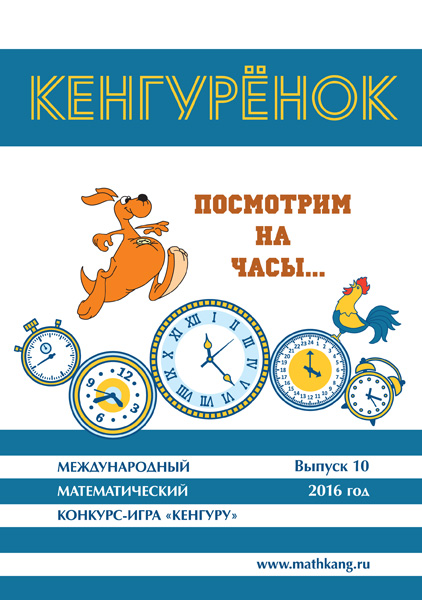 КЕНГУРЁНОК
ПОСМОТРИМ
НА
ЧАСЫ...
МЕЖДУНАРОДНЫЙ
МАТЕМАТИЧЕСКИЙ
КОНКУРС-ИГРА «КЕНГУРУ»
Выпуск 10
2016 год
www.mathkang.ru